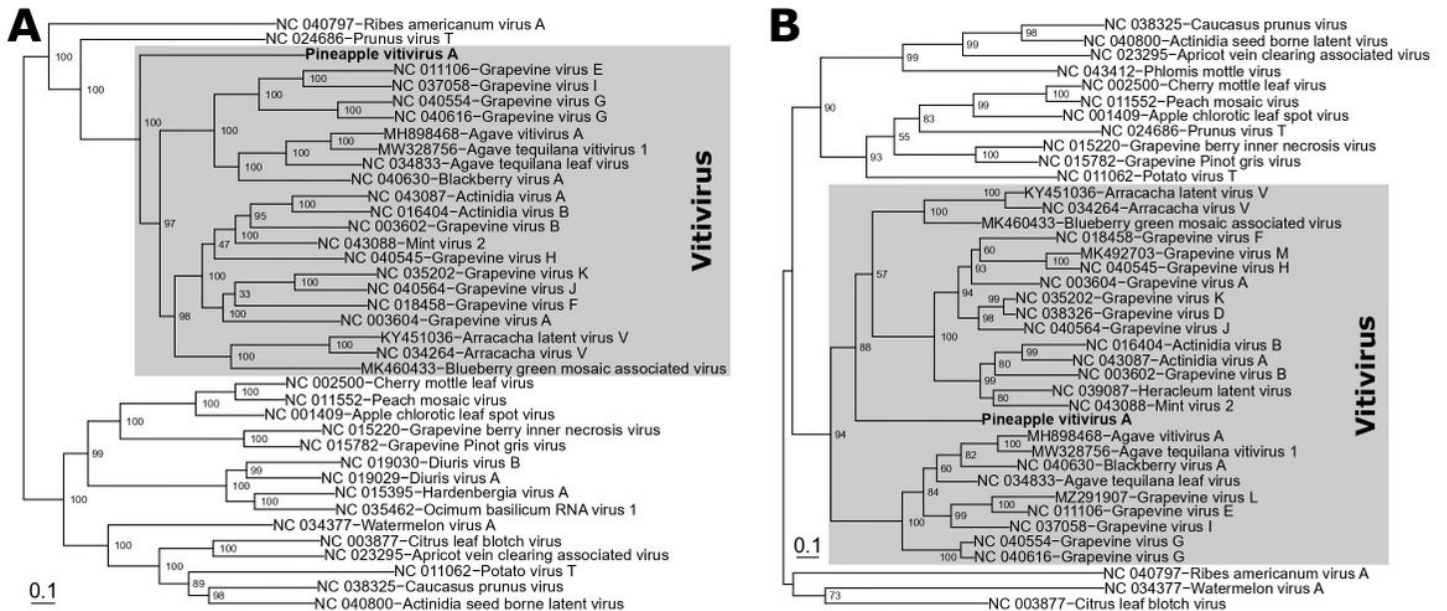 A
NC 040797−Ribes americanum virus A
NC 024686−Prunus virus T
Pineapple vitivirus A
NC 011106−Grapevine virus E
NC 037058−Grapevine virus I
NC 040554−Grapevine virus G
NC 040616−Grapevine virus G
MH898468−Agave vitivirus A
MW328756−Agave tequilana vitivirus 1
NC 034833−Agave tequilana leaf virus
NC 040630−Blackberry virus A
NC 043087−Actinidia virus A
NC 016404−Actinidia virus B
NC 003602−Grapevine virus B
NC 043088−Mint virus 2
NC 040545−Grapevine virus H
NC 035202−Grapevine virus K
NC 040564−Grapevine virus J
NC 018458−Grapevine virus F
NC 003604−Grapevine virus A
KY451036−Arracacha latent virus V
NC 034264−Arracacha virus V
MK460433−Blueberry green mosaic associated virus
NC 002500−Cherry mottle leaf virus
NC 011552−Peach mosaic virus
NC 001409−Apple chlorotic leaf spot virus
NC 015220−Grapevine berry inner necrosis virus
NC 015782−Grapevine Pinot gris virus
NC 019030−Diuris virus B
NC 019029−Diuris virus A
NC 015395−Hardenbergia virus A
NC 035462−Ocimum basilicum RNA virus 1
NC 034377−Watermelon virus A
NC 003877−Citrus leaf blotch virus
NC 023295−Apricot vein clearing associated virus
NC 011062−Potato virus T
NC 038325−Caucasus prunus virus
NC 040800−Actinidia seed borne latent virus
100
100
100
100
100
100
100
100
100
100
97
100
95
100
47
100
100
33
100
98
100
100
100
100
100
100
99
99
100
100
100
100
100
100
89
98
Vitivirus
0.1
B
NC 038325−Caucasus prunus virus
NC 040800−Actinidia seed borne latent virus
NC 023295−Apricot vein clearing associated virus
NC 043412−Phlomis mottle virus
NC 002500−Cherry mottle leaf virus
NC 011552−Peach mosaic virus
NC 001409−Apple chlorotic leaf spot virus
NC 024686−Prunus virus T
NC 015220−Grapevine berry inner necrosis virus
NC 015782−Grapevine Pinot gris virus
NC 011062−Potato virus T
KY451036−Arracacha latent virus V
NC 034264−Arracacha virus V
MK460433−Blueberry green mosaic associated virus
NC 018458−Grapevine virus F
MK492703−Grapevine virus M
NC 040545−Grapevine virus H
NC 003604−Grapevine virus A
NC 035202−Grapevine virus K
NC 038326−Grapevine virus D
NC 040564−Grapevine virus J
NC 016404−Actinidia virus B
NC 043087−Actinidia virus A
NC 003602−Grapevine virus B
NC 039087−Heracleum latent virus
NC 043088−Mint virus 2
Pineapple vitivirus A
MH898468−Agave vitivirus A
MW328756−Agave tequilana vitivirus 1
NC 040630−Blackberry virus A
NC 034833−Agave tequilana leaf virus
MZ291907−Grapevine virus L
NC 011106−Grapevine virus E
NC 037058−Grapevine virus I
NC 040554−Grapevine virus G
NC 040616−Grapevine virus G
NC 040797−Ribes americanum virus A
NC 034377−Watermelon virus A
NC 003877−Citrus leaf blotch virus
98
99
99
90
100
99
83
55
100
93
100
100
57
60
100
93
94
99
98
100
99
80
99
80
88
94
100
82
60
84
100
99
100
100
73
Vitivirus
0.1